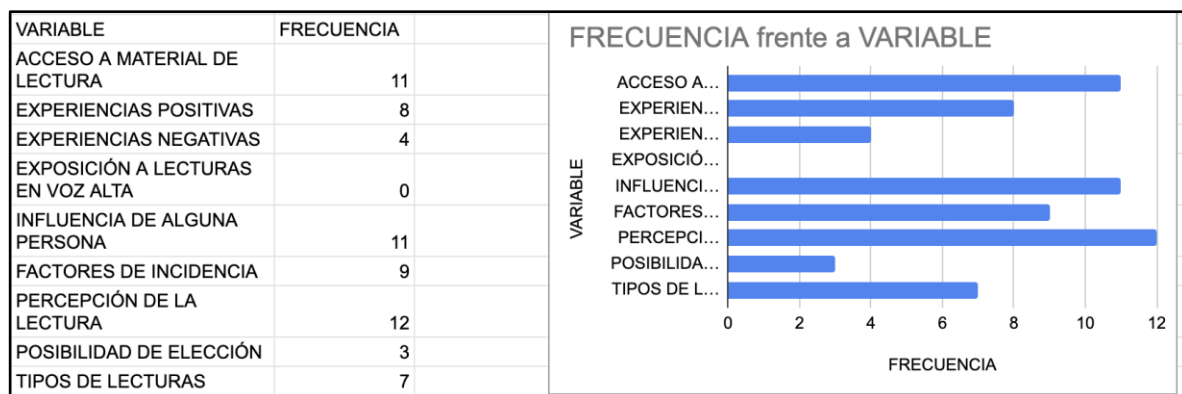 VARIABLE FRECUENCIA
ACCESO A MATERIAL DE
LECTURA 11
EXPERIENCIAS POSITIVAS 8
EXPERIENCIAS NEGATIVAS 4
EXPOSICIÓN A LECTURAS
EN VOZ ALTA 0
INFLUENCIA DE ALGUNA
PERSONA 11
FACTORES DE INCIDENCIA 9
PERCEPCIÓN DE LA
LECTURA 12
POSIBILIDAD DE ELECCIÓN 3
TIPOS DE LECTURAS 7
FRECUENCIA frente a VARIABLE
VARIABLE
ACCESO A...
EXPERIEN...
EXPERIEN...
EXPOSICIÓ...
INFLUENCI...
FACTORES...
PERCEPCI...
POSIBILIDA...
TIPOS DE L...
0 2 4 6 8 10 12
FRECUENCIA